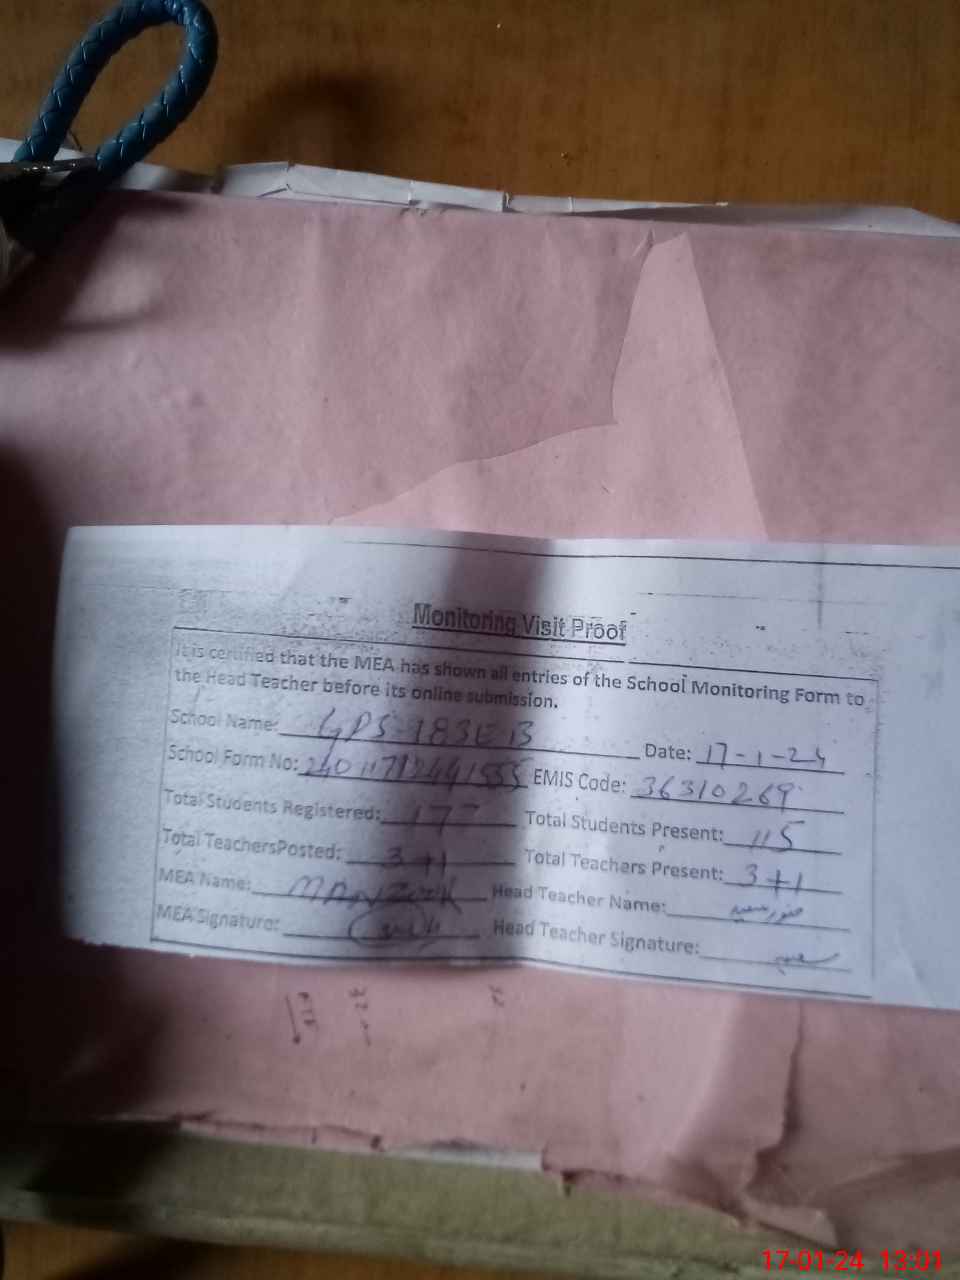 Monitoring Visit Proof
It is certified that the MEA has shown all entries of the School Monitoring Form to
the Head Teacher before its online submission.
School Name: GPS 183EB Date: 17-1-24
School Form No: EMIS Code: 36310269
Total Students Registered: 177 Total Students Present: 115
Total TeachersPosted: 3+1 Total Teachers Present: 3+1
MEA Name: MANZOOR Head Teacher Name:
MEA Signature: Head Teacher Signature:
17-01-24 13:01